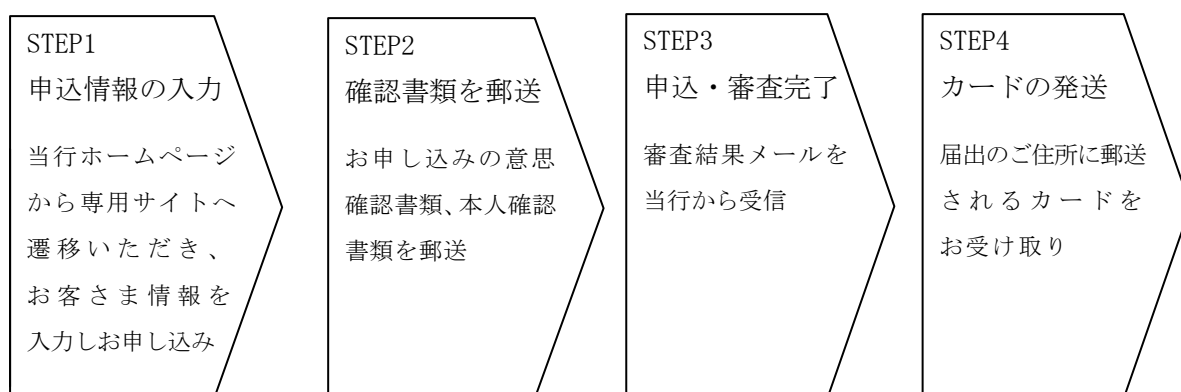 STEP1
申込情報の入力
当行ホームページ
から専用サイトへ
遷移いただき、
お客さま情報を
入力しお申し込み
STEP2
確認書類を郵送
お申し込みの意思
確認書類、本人確認
書類を郵送
STEP3
申込・審査完了
審査結果メールを
当行から受信
STEP4
カードの発送
届出のご住所に郵送
されるカードを
お受け取り